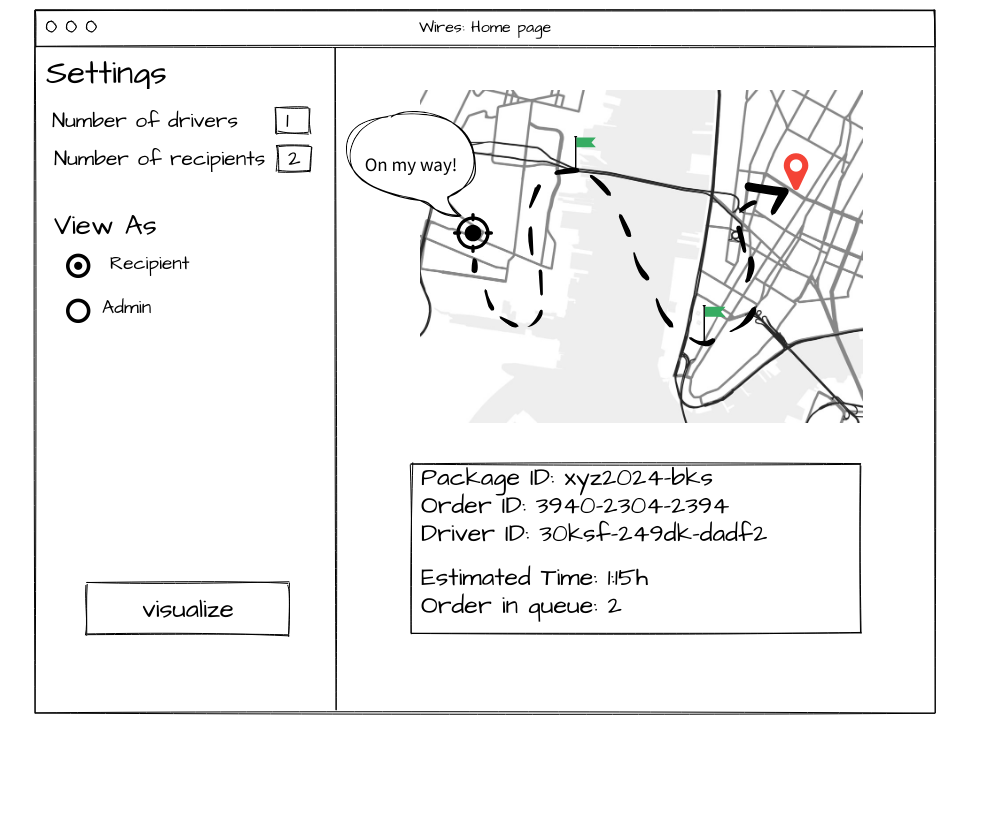 Wires: Home page
Settings
Number of drivers 1
Number of recipients 2
View As
Recipient
Admin
visualize
On my way!
Package ID: xyz2024-bks
Order ID: 3940-2304-2394
Driver ID: 30ksf-249dk-dadf2
Estimated Time: 1:15h
Order in queue: 2